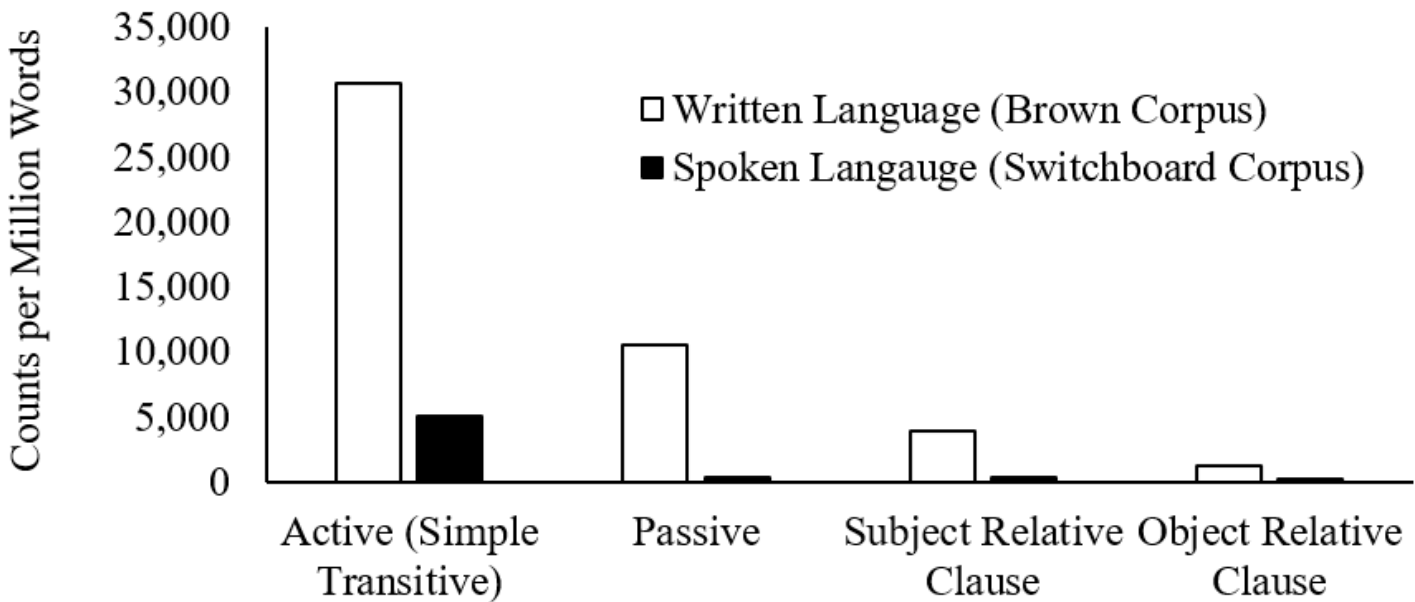 Counts per Million Words
35,000
30,000
25,000
20,000
15,000
10,000
5,000
0
Written Language (Brown Corpus)
Spoken Langauge (Switchboard Corpus)
Active (Simple
Transitive)
Passive
Subject Relative
Clause
Object Relative
Clause